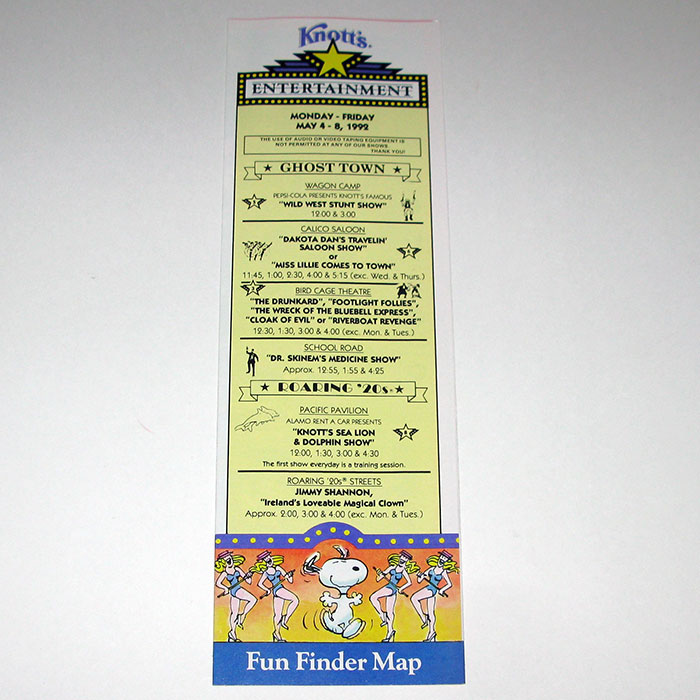 Knott's®
ENTERTAINMENT
MONDAY - FRIDAY
MAY 4 - 8, 1992
THE USE OF AUDIO OR VIDEO TAPING EQUIPMENT IS
NOT PERMITTED AT ANY OF OUR SHOWS.
THANK YOU!
★ GHOST TOWN ★
WAGON CAMP
PEPSI-COLA PRESENTS KNOTT'S FAMOUS
"WILD WEST STUNT SHOW"
12:00 & 3:00
CALICO SALOON
"DAKOTA DAN'S TRAVELIN'
SALOON SHOW"
or
"MISS LILLIE COMES TO TOWN"
11:45, 1:00, 2:30, 4:00 & 5:15 (exc. Wed. & Thurs.)
BIRD CAGE THEATRE
"THE DRUNKARD", "FOOTLIGHT FOLLIES",
"THE WRECK OF THE BLUEBELL EXPRESS",
"CLOAK OF EVIL" or "RIVERBOAT REVENGE"
12:30, 1:30, 3:00 & 4:00 (exc. Mon. & Tues.)
SCHOOL ROAD
"DR. SKINEM'S MEDICINE SHOW"
Approx. 12:55, 1:55 & 4:25
★ ROARING '20s® ★
PACIFIC PAVILION
ALAMO RENT A CAR PRESENTS
"KNOTT'S SEA LION
& DOLPHIN SHOW"
12:00, 1:30, 3:00 & 4:30
The first show everyday is a training session.
ROARING '20s® STREETS
JIMMY SHANNON,
"Ireland's Loveable Magical Clown"
Approx. 2:00, 3:00 & 4:00 (exc. Mon. & Tues.)
Fun Finder Map